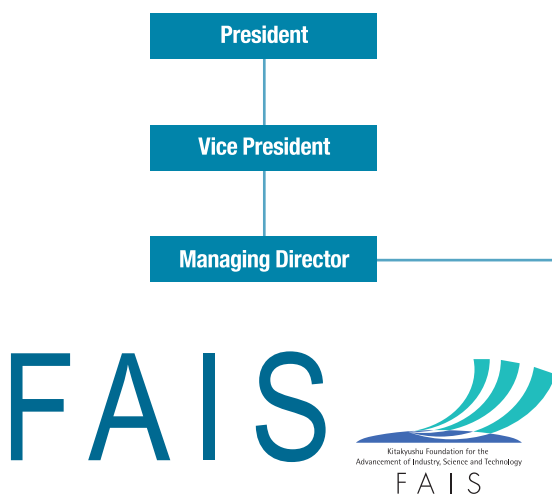 President
Vice President
Managing Director
FAIS
Kitakyushu Foundation for the
Advancement of Industry, Science and Technology
FAIS